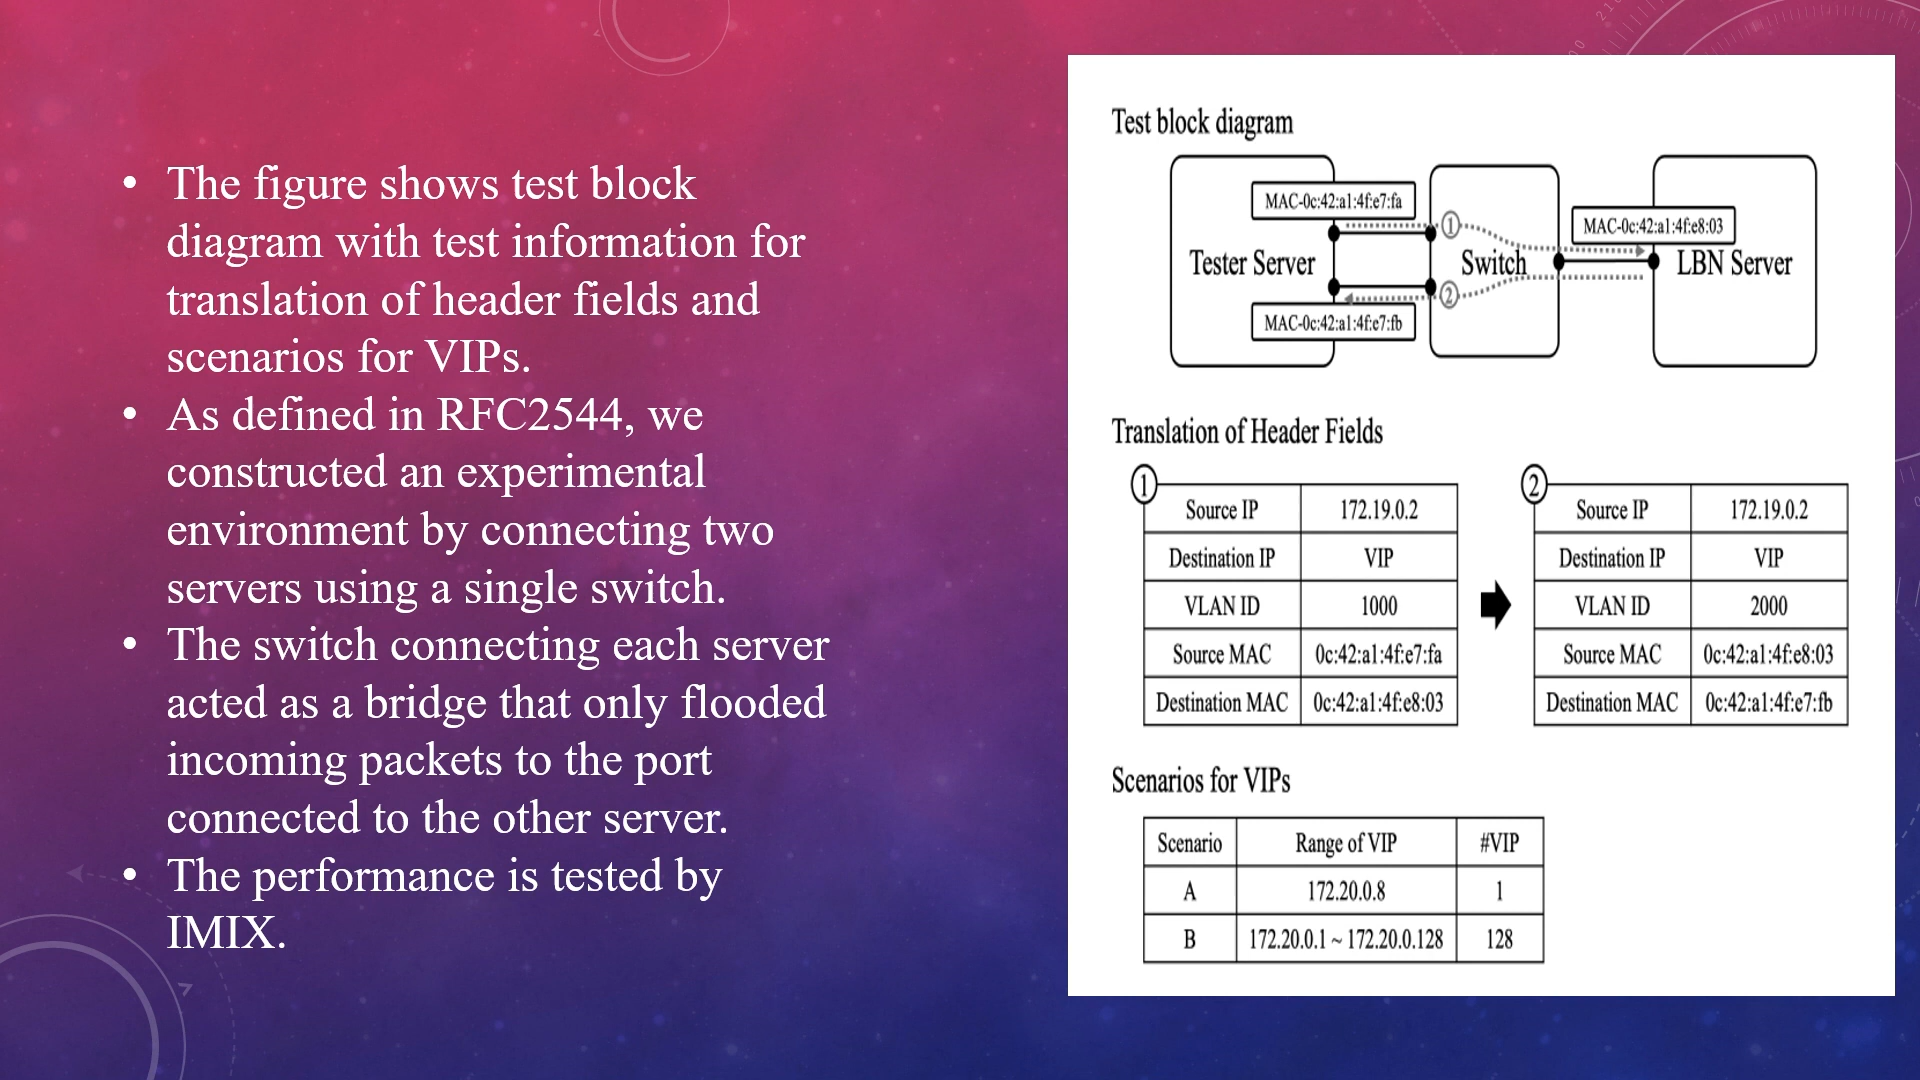 • The figure shows test block
diagram with test information for
translation of header fields and
scenarios for VIPs.
• As defined in RFC2544, we
constructed an experimental
environment by connecting two
servers using a single switch.
• The switch connecting each server
acted as a bridge that only flooded
incoming packets to the port
connected to the other server.
• The performance is tested by
IMIX.
Test block diagram
MAC-0c:42:a1:4f:e7:fa
MAC-0c:42:a1:4f:e8:03
1
Tester Server Switch LBN Server
2
MAC-0c:42:a1:4f:e7:fb
Translation of Header Fields
1
Source IP 172.19.0.2
Destination IP VIP
VLAN ID 1000
Source MAC 0c:42:a1:4f:e7:fa
Destination MAC 0c:42:a1:4f:e8:03
2
Source IP 172.19.0.2
Destination IP VIP
VLAN ID 2000
Source MAC 0c:42:a1:4f:e8:03
Destination MAC 0c:42:a1:4f:e7:fb
Scenarios for VIPs
Scenario Range of VIP #VIP
A 172.20.0.8 1
B 172.20.0.1 ~ 172.20.0.128 128